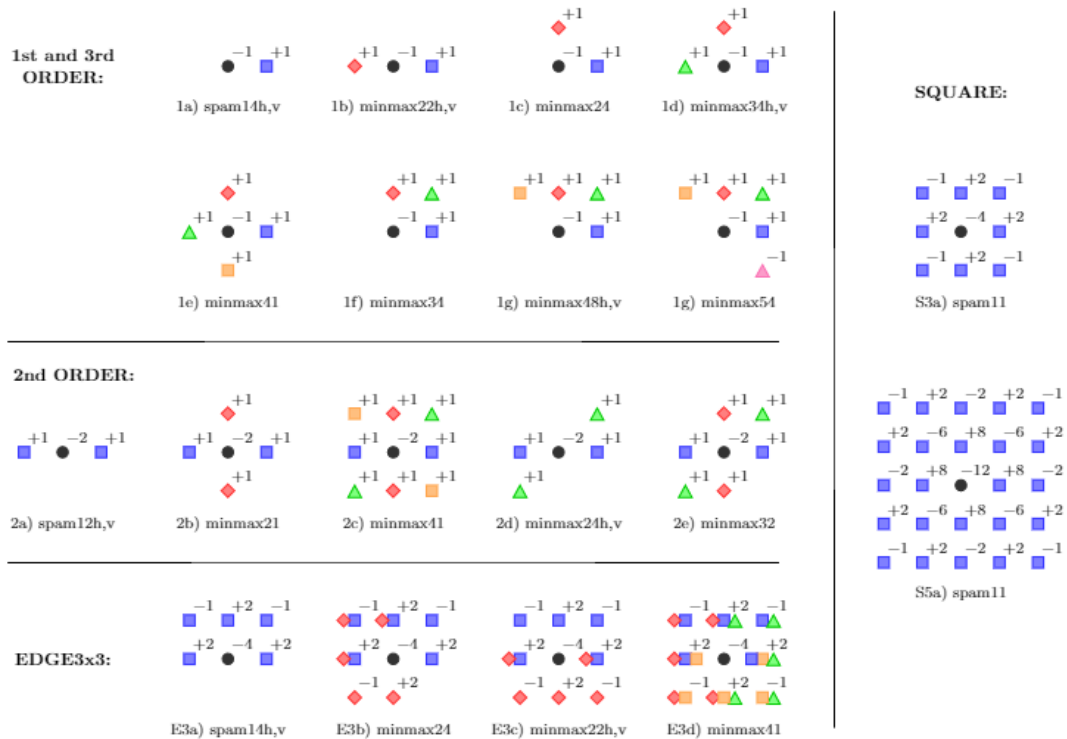 1st and 3rd
ORDER:
−1 +1
1a) spam14h,v
+1 −1 +1
1b) minmax22h,v
+1
−1 +1
1c) minmax24
+1
+1 −1 +1
1d) minmax34h,v
SQUARE:
+1
+1 −1 +1
+1
1e) minmax41
+1 +1
−1 +1
1f) minmax34
+1 +1 +1
−1 +1
1g) minmax48h,v
+1 +1 +1
−1 +1
−1
1g) minmax54
−1 +2 −1
+2 −4 +2
−1 +2 −1
S3a) spam11
2nd ORDER:
+1 −2 +1
2a) spam12h,v
+1
+1 −2 +1
+1
2b) minmax21
+1 +1 +1
+1 −2 +1
+1 +1 +1
2c) minmax41
+1
+1 −2 +1
+1
2d) minmax24h,v
+1 +1
+1 −2 +1
+1 +1
2e) minmax32
−1 +2 −2 +2 −1
+2 −6 +8 −6 +2
−2 +8 −12 +8 −2
+2 −6 +8 −6 +2
−1 +2 −2 +2 −1
S5a) spam11
EDGE3x3:
−1 +2 −1
+2 −4 +2
E3a) spam14h,v
−1 +2 −1
+2 −4 +2
−1 +2
E3b) minmax24
−1 +2 −1
+2 −4 +2
−1 +2 −1
E3c) minmax22h,v
−1 +2 −1
+2 −4 +2
−1 +2 −1
E3d) minmax41